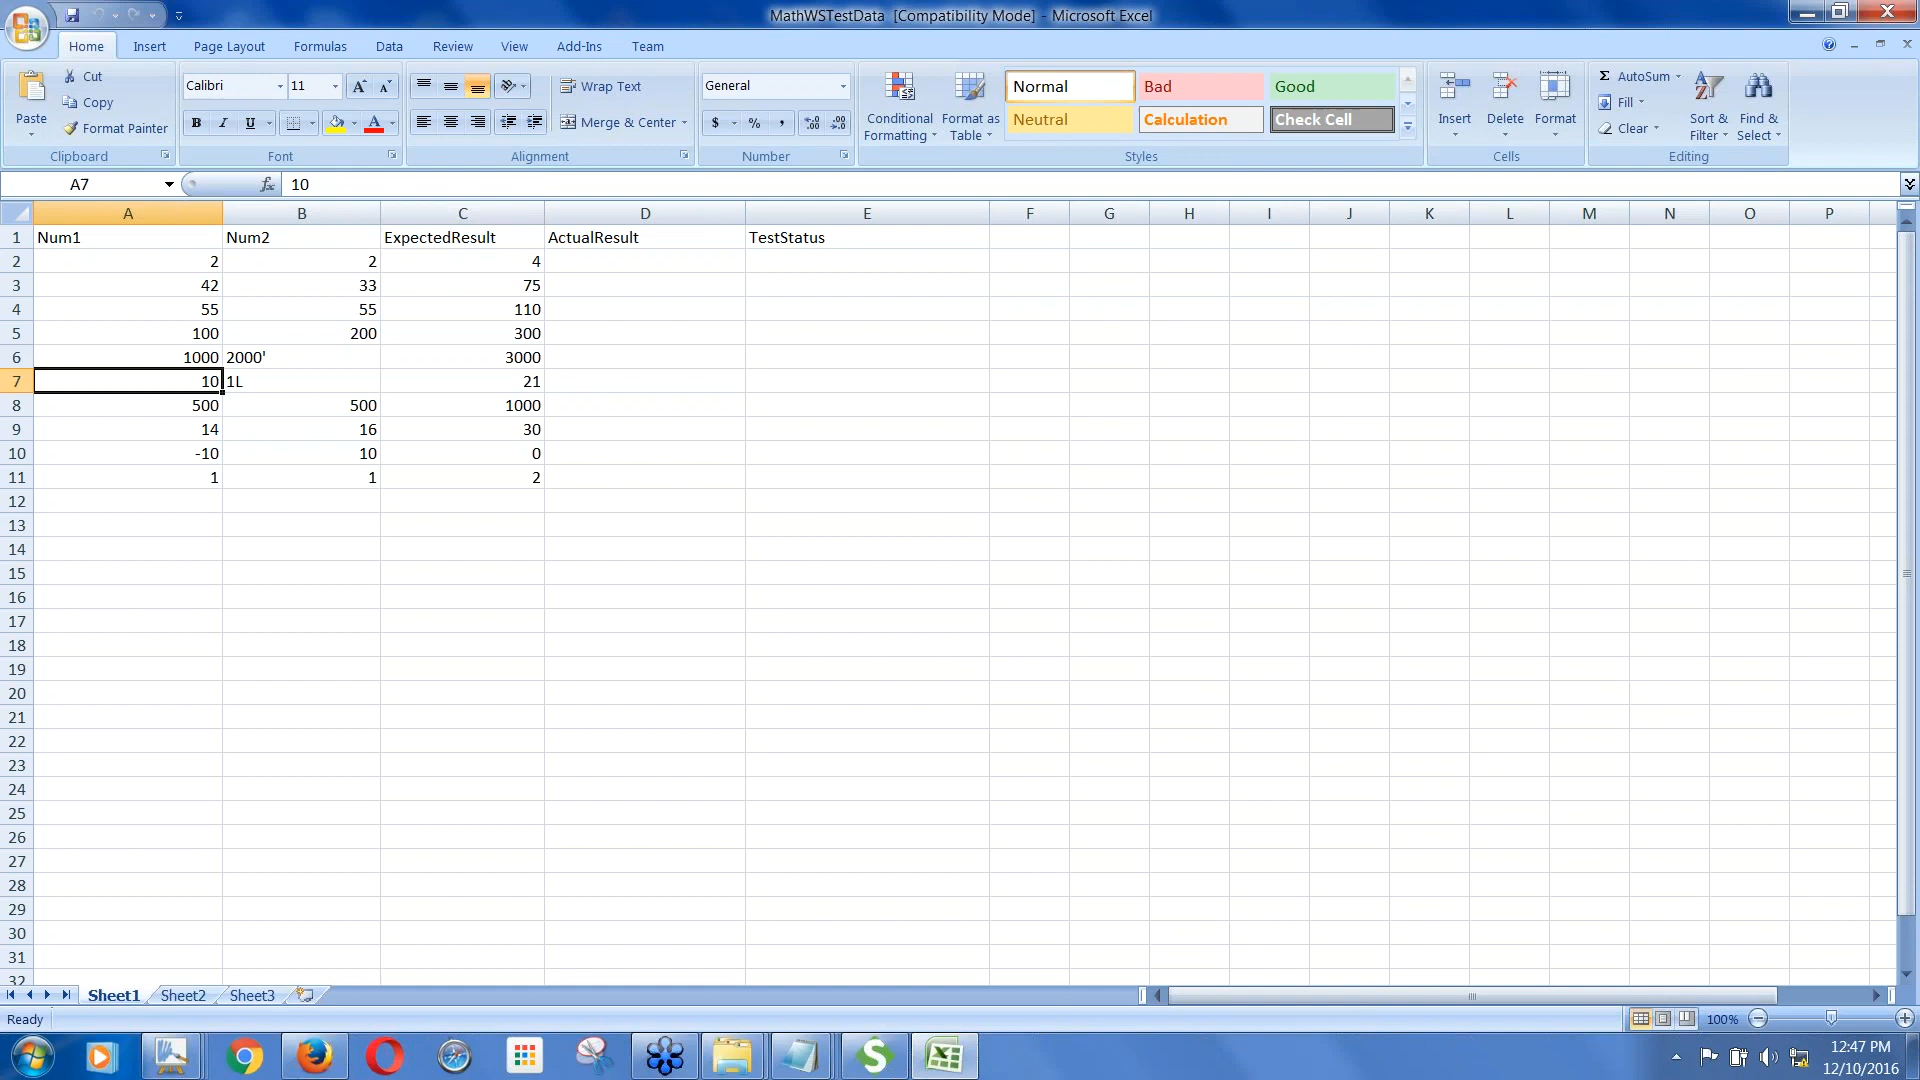 MathWSTestData [Compatibility Mode] - Microsoft Excel
Home Insert Page Layout Formulas Data Review View Add-Ins Team
Paste Cut Copy Format Painter Clipboard
Calibri 11 B I U Font
Wrap Text Merge & Center Alignment
General $ % , Number
Conditional Formatting Format as Table Normal Bad Good Neutral Calculation Check Cell Styles
Insert Delete Format Cells
AutoSum Fill Clear Sort & Filter Find & Select Editing
A7 fx 10
A B C D E F G H I J K L M N O P
1 Num1 Num2 ExpectedResult ActualResult TestStatus
2 2 2 4
3 42 33 75
4 55 55 110
5 100 200 300
6 1000 2000' 3000
7 10 1L 21
8 500 500 1000
9 14 16 30
10 -10 10 0
11 1 1 2
12
13
14
15
16
17
18
19
20
21
22
23
24
25
26
27
28
29
30
31
32
Sheet1 Sheet2 Sheet3
Ready 100%
12:47 PM
12/10/2016